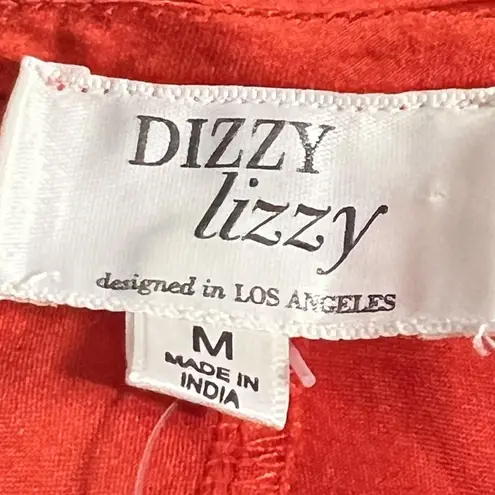 DIZZY
lizzy
designed in LOS ANGELES
M
MADE IN
INDIA